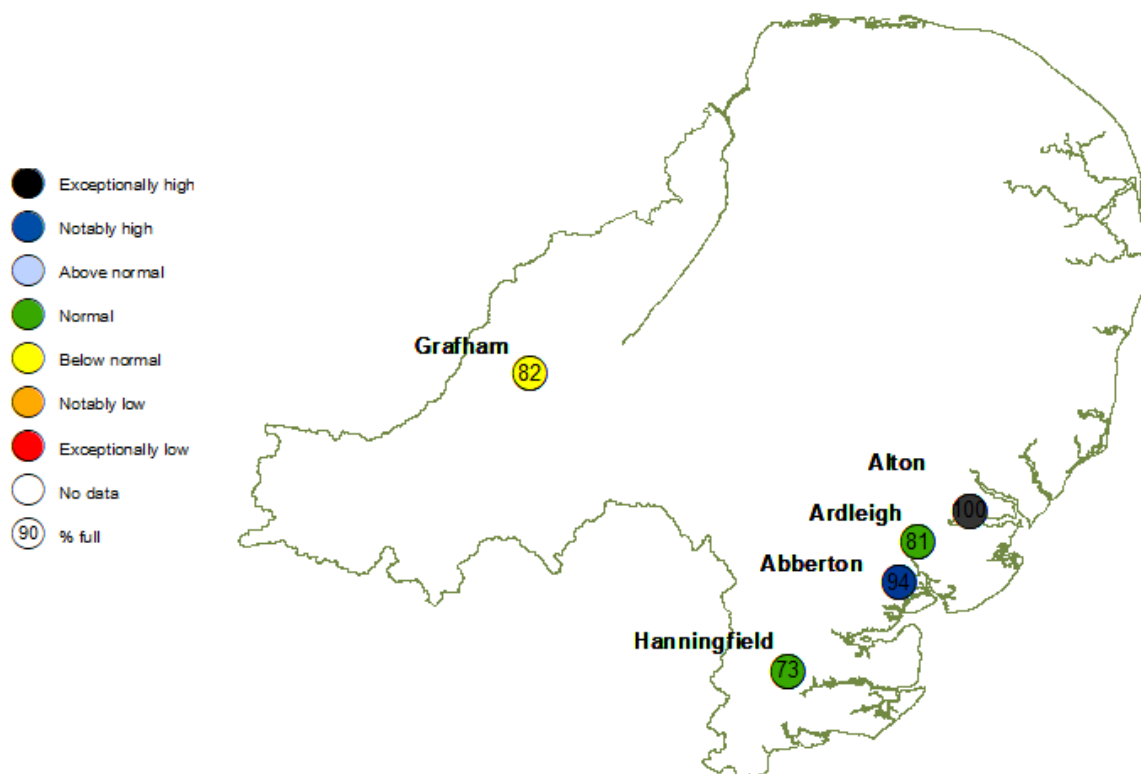 Exceptionally high
Notably high
Above normal
Normal
Below normal
Notably low
Exceptionally low
No data
90 % full
Grafham
82
Alton
100
Ardleigh
81
Abberton
94
Hanningfield
73